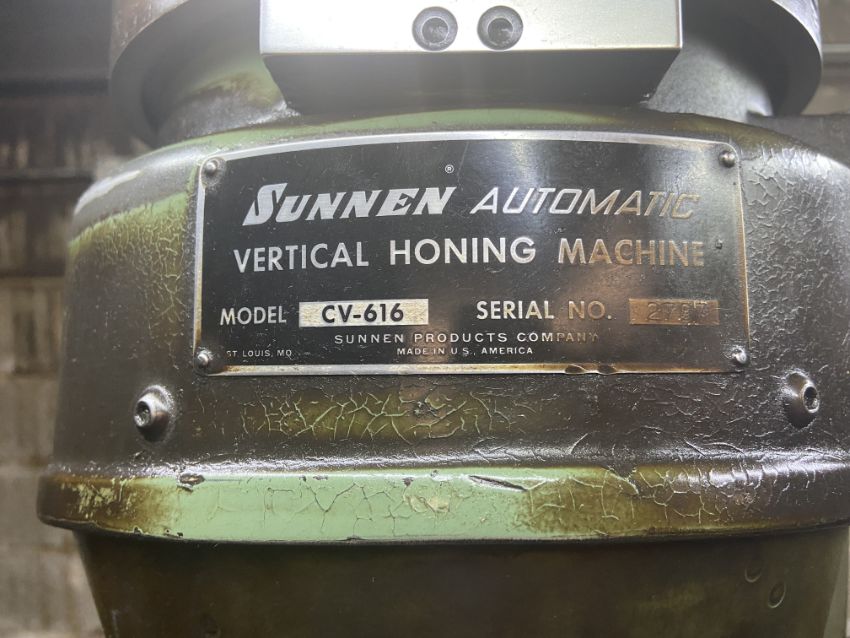 SUNNEN® AUTOMATIC
VERTICAL HONING MACHINE
MODEL CV-616 SERIAL NO.
SUNNEN PRODUCTS COMPANY
ST. LOUIS, MO. MADE IN U.S., AMERICA